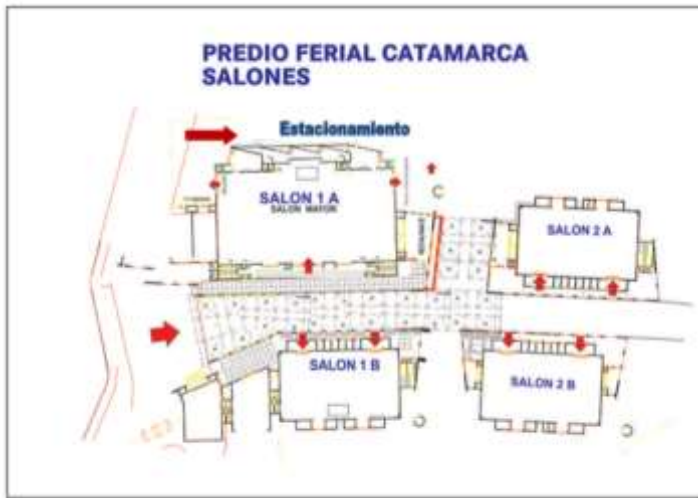 PREDIO FERIAL CATAMARCA
SALONES
Estacionamiento
SALON 1 A
SALON MAYOR
SALON 2 A
SALON 1 B
SALON 2 B